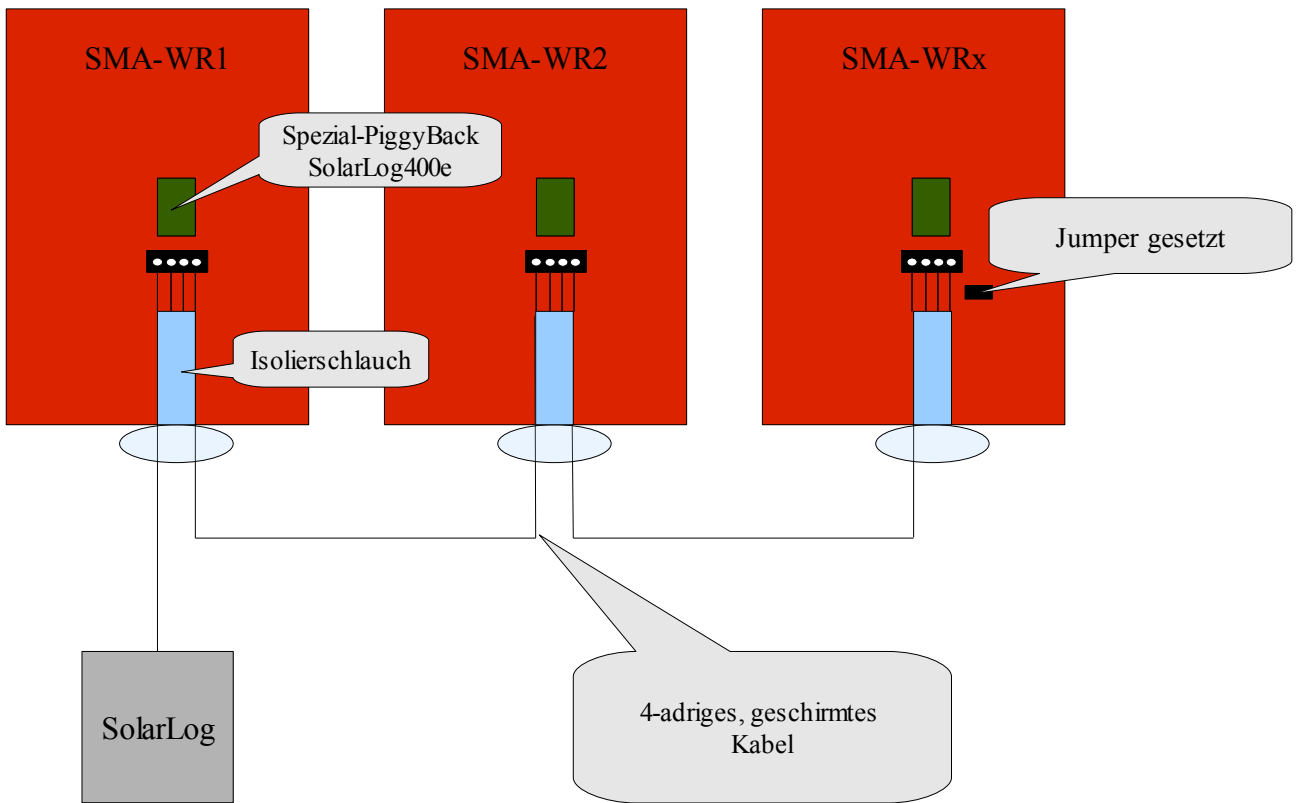 SMA-WR1
SMA-WR2
SMA-WRx
Spezial-PiggyBack
SolarLog400e
Jumper gesetzt
Isolierschlauch
4-adriges, geschirmtes
Kabel
SolarLog